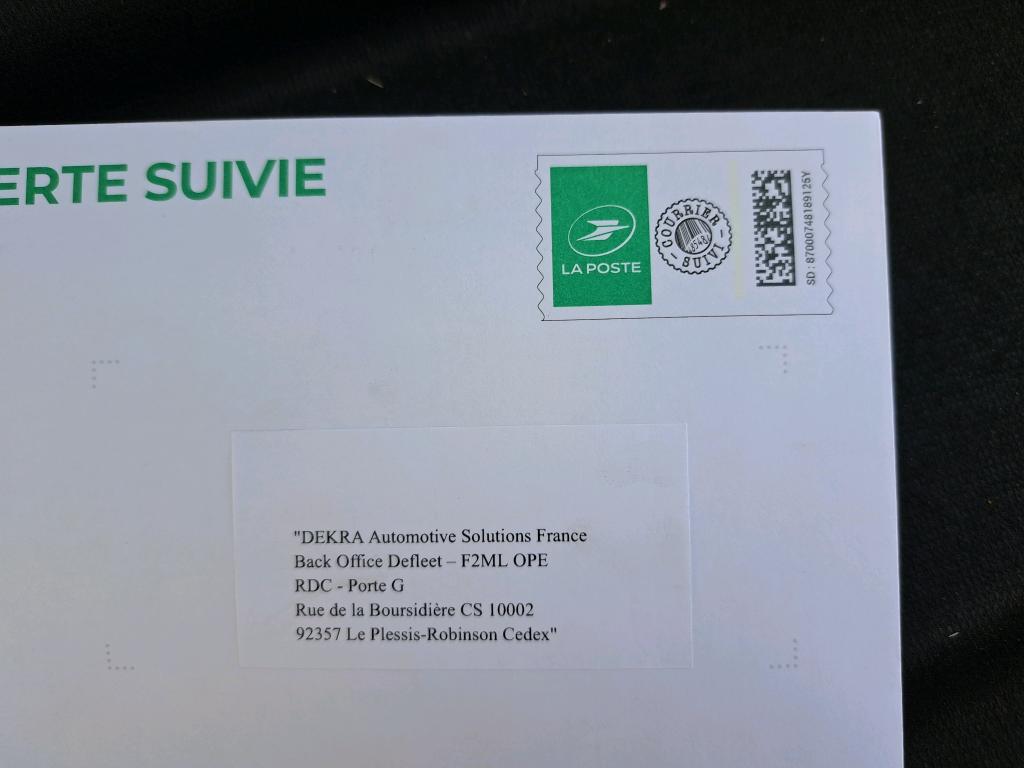 ERTE SUIVIE
LA POSTE
COURRIER
SUIVI
SD : 87000748189125Y
"DEKRA Automotive Solutions France
Back Office Defleet – F2ML OPE
RDC - Porte G
Rue de la Boursidière CS 10002
92357 Le Plessis-Robinson Cedex"